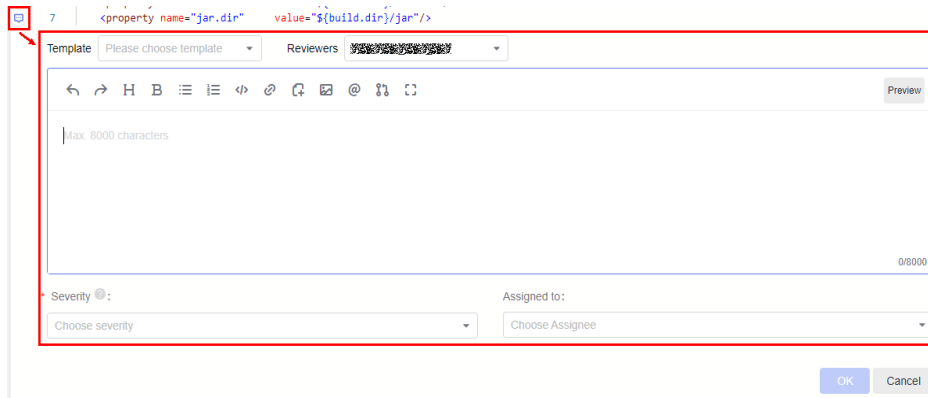 7 <property name="jar.dir" value="${build.dir}/jar"/>
Template Please choose template Reviewers
H B </> @ Preview
Max. 8000 characters
0/8000
* Severity ? : Assigned to:
Choose severity Choose Assignee
OK Cancel